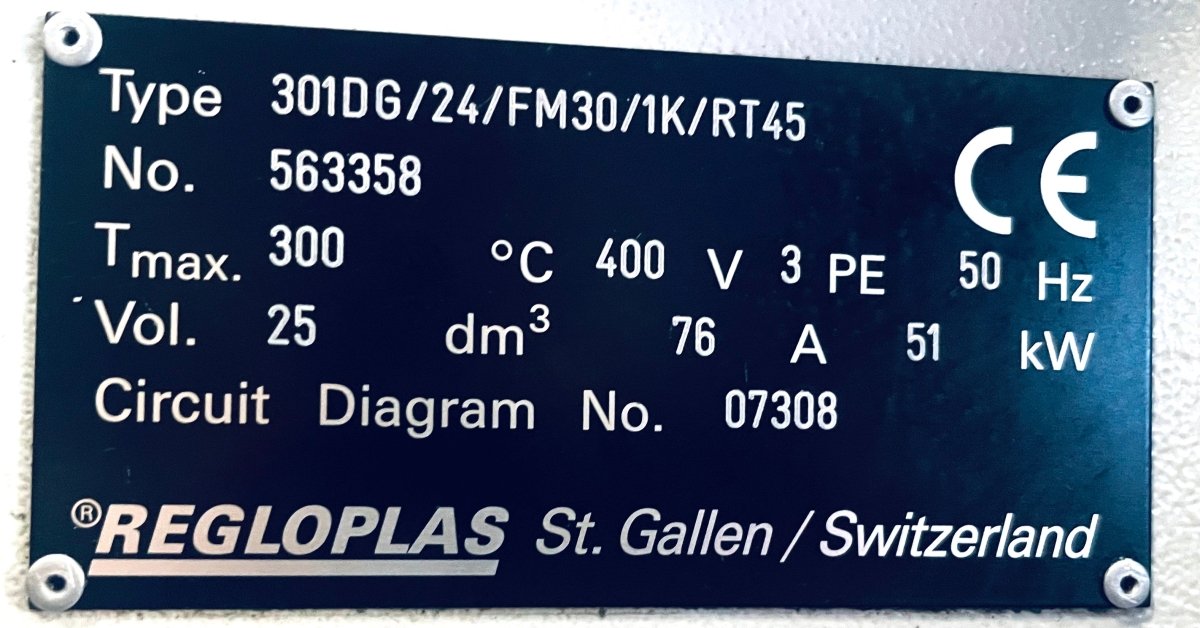 Type 301DG/24/FM30/1K/RT45
No. 563358
CE
Tmax. 300 °C 400 V 3 PE 50 Hz
Vol. 25 dm³ 76 A 51 kW
Circuit Diagram No. 07308
®REGLOPLAS St. Gallen / Switzerland